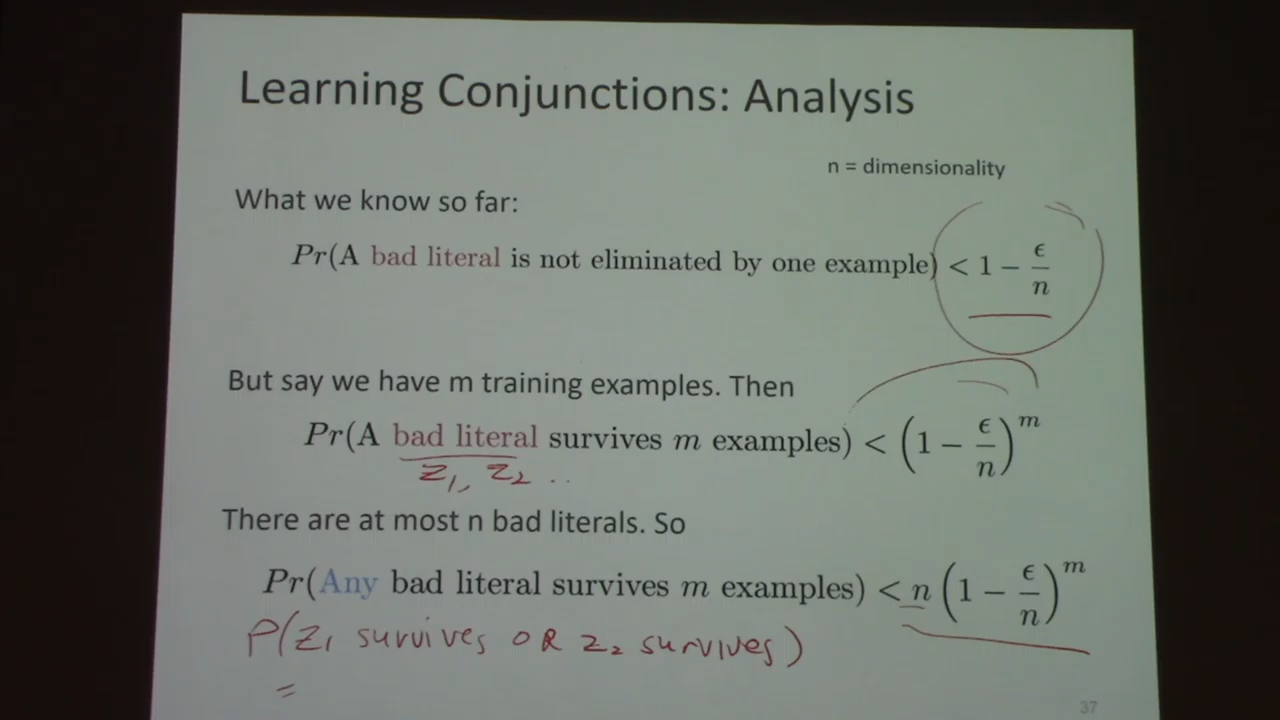 Learning Conjunctions: Analysis
n = dimensionality
What we know so far:
Pr(A bad literal is not eliminated by one example) < 1 − ϵ/n
But say we have m training examples. Then
Pr(A bad literal survives m examples) < (1 − ϵ/n)^m
z₁, z₂ ..
There are at most n bad literals. So
Pr(Any bad literal survives m examples) < n (1 − ϵ/n)^m
P(z₁ survives OR z₂ survives)
=
37